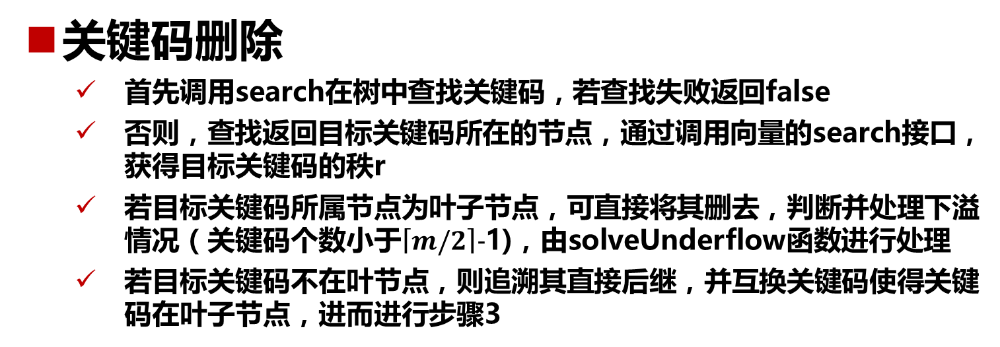 关键码删除
首先调用search在树中查找关键码，若查找失败返回false
否则，查找返回目标关键码所在的节点，通过调用向量的search接口，
获得目标关键码的秩r
若目标关键码所属节点为叶子节点，可直接将其删去，判断并处理下溢
情况（关键码个数小于⌈m/2⌉-1)，由solveUnderflow函数进行处理
若目标关键码不在叶节点，则追溯其直接后继，并互换关键码使得关键
码在叶子节点，进而进行步骤3